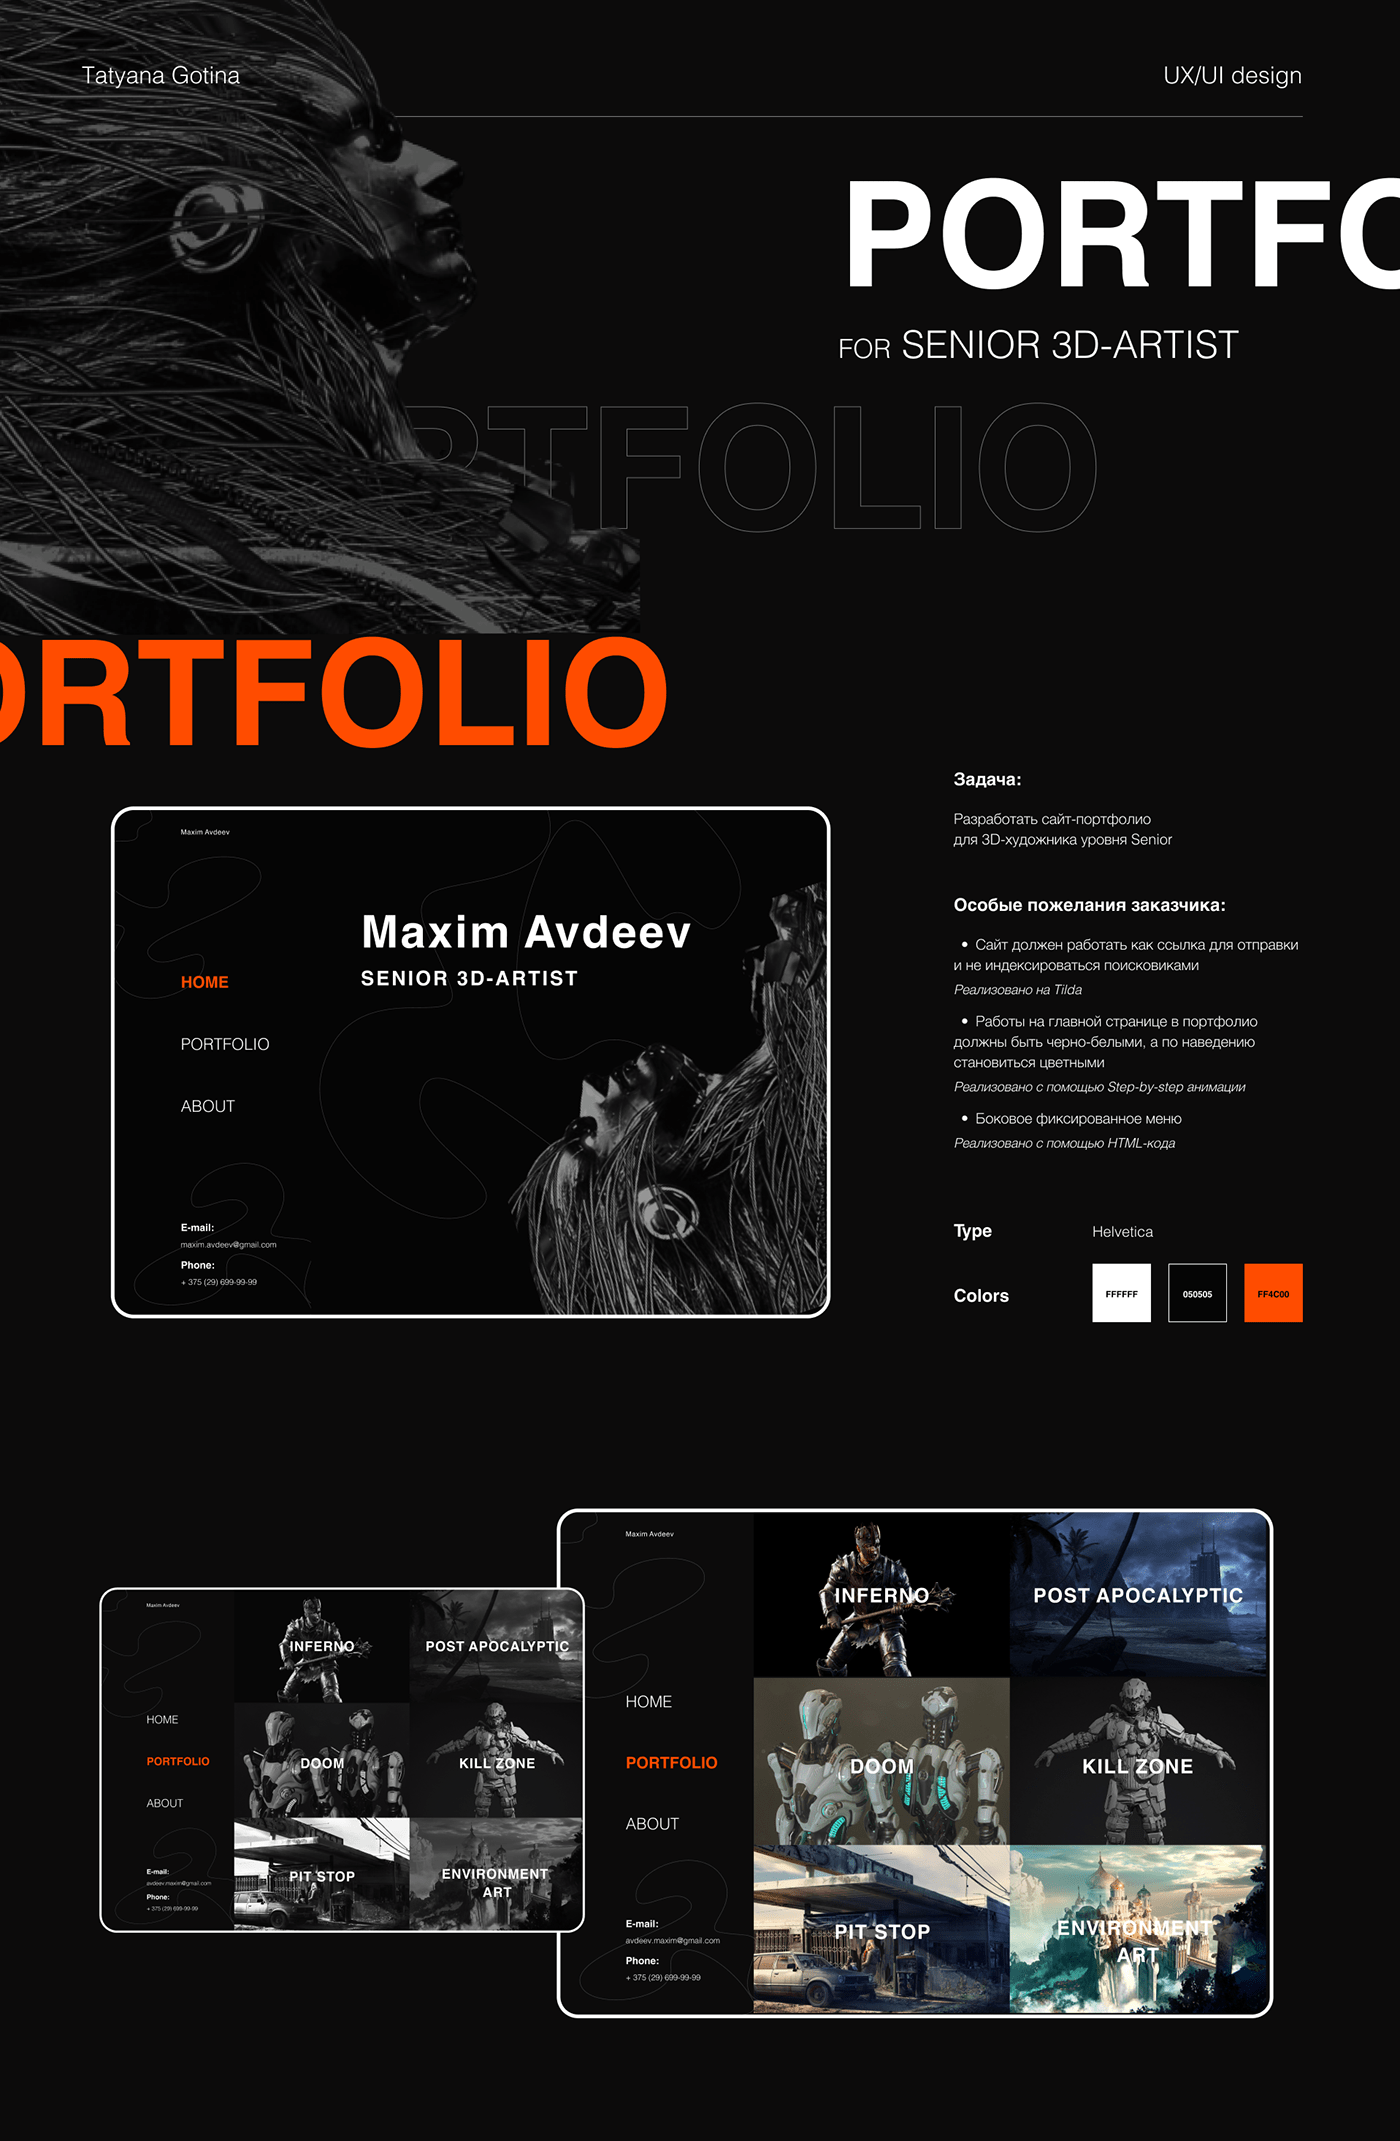 Tatyana Gotina
UX/UI design
PORTFO
FOR SENIOR 3D-ARTIST
RTFOLIO
ORTFOLIO
Задача:
Разработать сайт-портфолио
для 3D-художника уровня Senior
Особые пожелания заказчика:
• Сайт должен работать как ссылка для отправки
и не индексироваться поисковиками
Реализовано на Tilda
• Работы на главной странице в портфолио
должны быть черно-белыми, а по наведению
становиться цветными
Реализовано с помощью Step-by-step анимации
• Боковое фиксированное меню
Реализовано с помощью HTML-кода
Type
Helvetica
Colors
FFFFFF
050505
FF4C00
Maxim Avdeev
Maxim Avdeev
SENIOR 3D-ARTIST
HOME
PORTFOLIO
ABOUT
E-mail:
maxim.avdeev@gmail.com
Phone:
+ 375 (29) 699-99-99
Maxim Avdeev
HOME
PORTFOLIO
ABOUT
E-mail:
avdeev.maxim@gmail.com
Phone:
+ 375 (29) 699-99-99
INFERNO
POST APOCALYPTIC
DOOM
KILL ZONE
PIT STOP
ENVIRONMENT
ART
Maxim Avdeev
HOME
PORTFOLIO
ABOUT
E-mail:
avdeev.maxim@gmail.com
Phone:
+ 375 (29) 699-99-99
INFERNO
POST APOCALYPTIC
DOOM
KILL ZONE
PIT STOP
ENVIRONMENT
ART